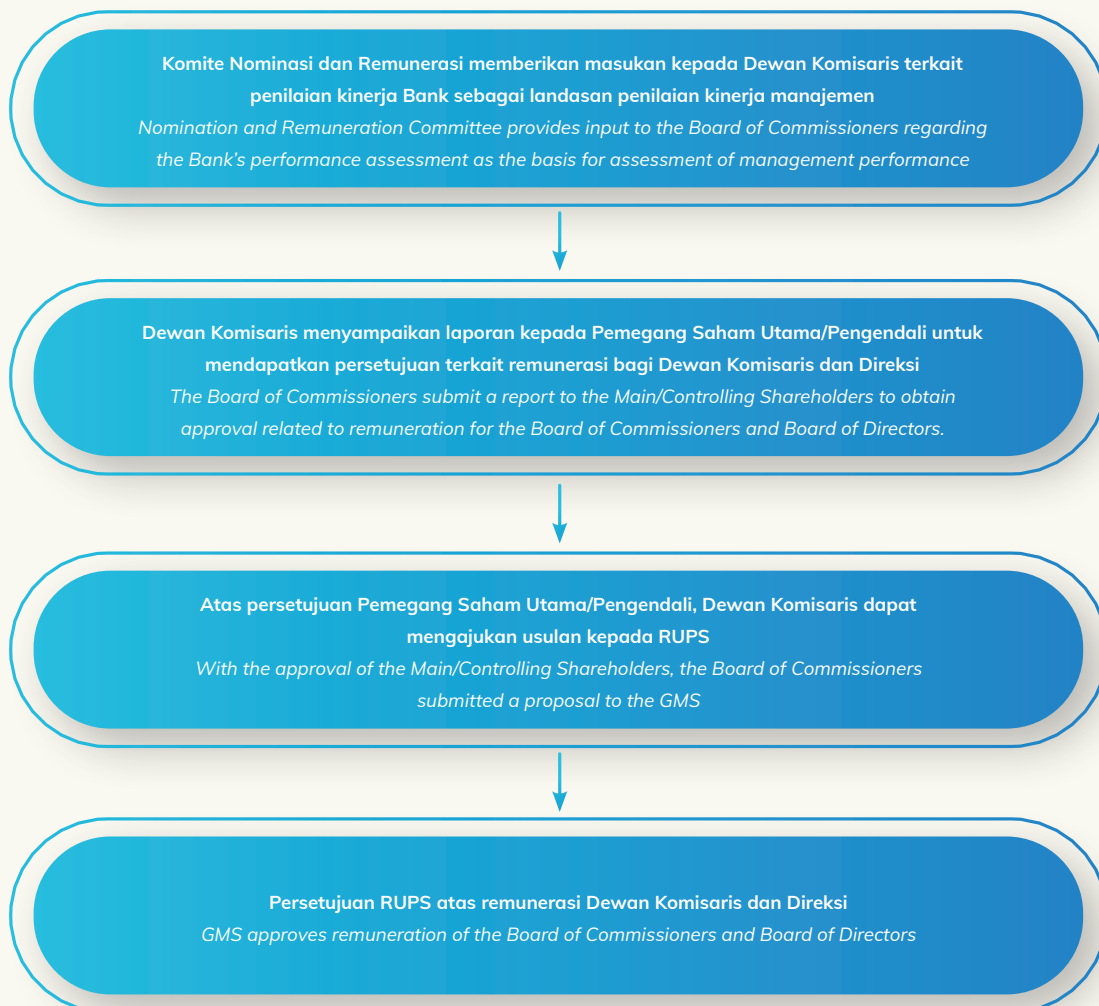 Komite Nominasi dan Remunerasi memberikan masukan kepada Dewan Komisaris terkait
penilaian kinerja Bank sebagai landasan penilaian kinerja manajemen
Nomination and Remuneration Committee provides input to the Board of Commissioners regarding
the Bank's performance assessment as the basis for assessment of management performance
Dewan Komisaris menyampaikan laporan kepada Pemegang Saham Utama/Pengendali untuk
mendapatkan persetujuan terkait remunerasi bagi Dewan Komisaris dan Direksi
The Board of Commissioners submit a report to the Main/Controlling Shareholders to obtain
approval related to remuneration for the Board of Commissioners and Board of Directors.
Atas persetujuan Pemegang Saham Utama/Pengendali, Dewan Komisaris dapat
mengajukan usulan kepada RUPS
With the approval of the Main/Controlling Shareholders, the Board of Commissioners
submitted a proposal to the GMS
Persetujuan RUPS atas remunerasi Dewan Komisaris dan Direksi
GMS approves remuneration of the Board of Commissioners and Board of Directors